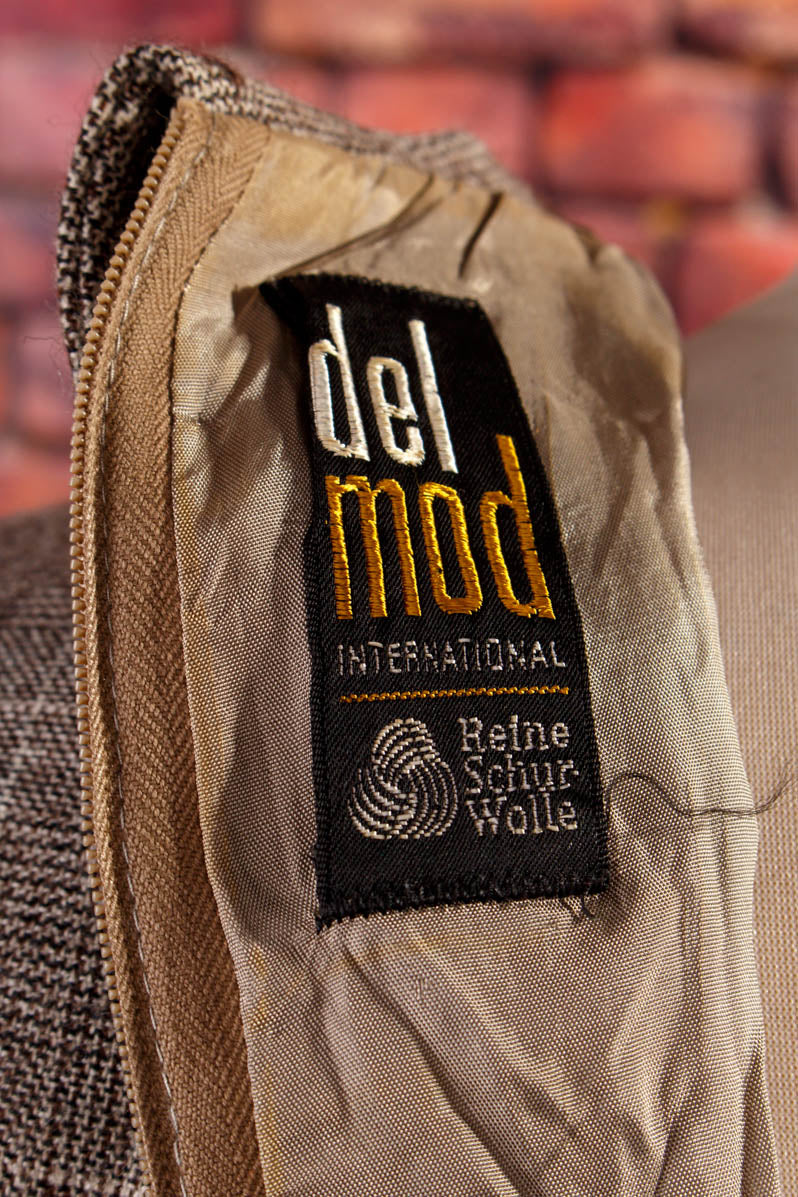 del
mod
INTERNATIONAL
Reine
Schur-
Wolle